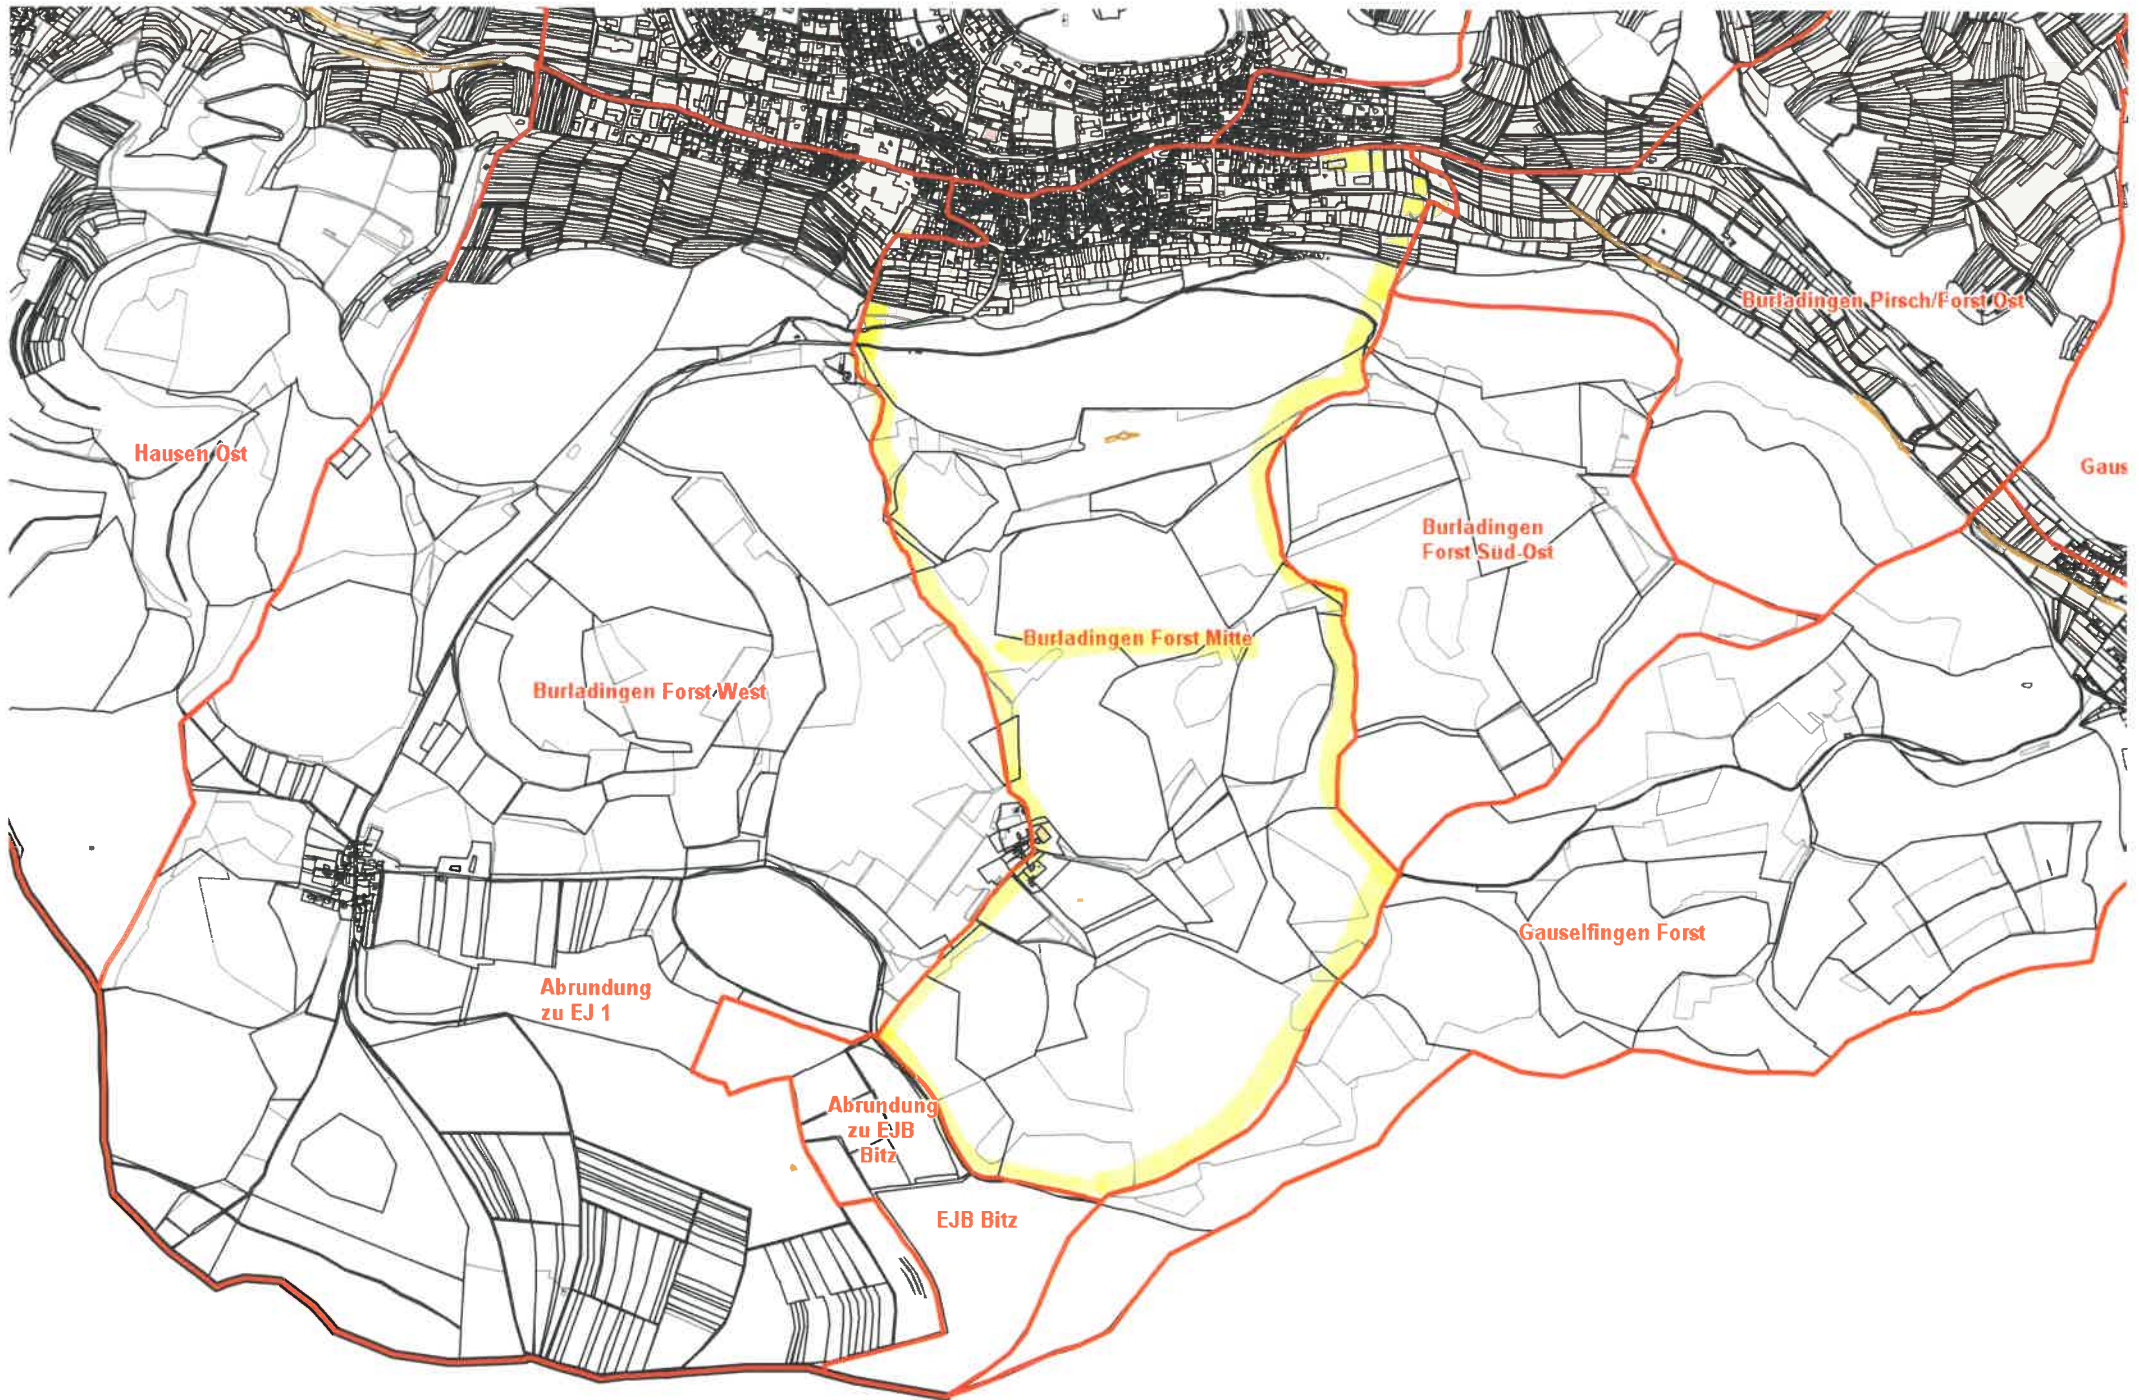 Burladingen Pirsch/Forst Ost
Hausen Ost
Gaus
Burladingen
Forst Süd-Ost
Burladingen Forst Mitte
Burladingen Forst West
Gauselfingen Forst
Abrundung
zu EJ 1
Abrundung
zu EJB
Bitz
EJB Bitz